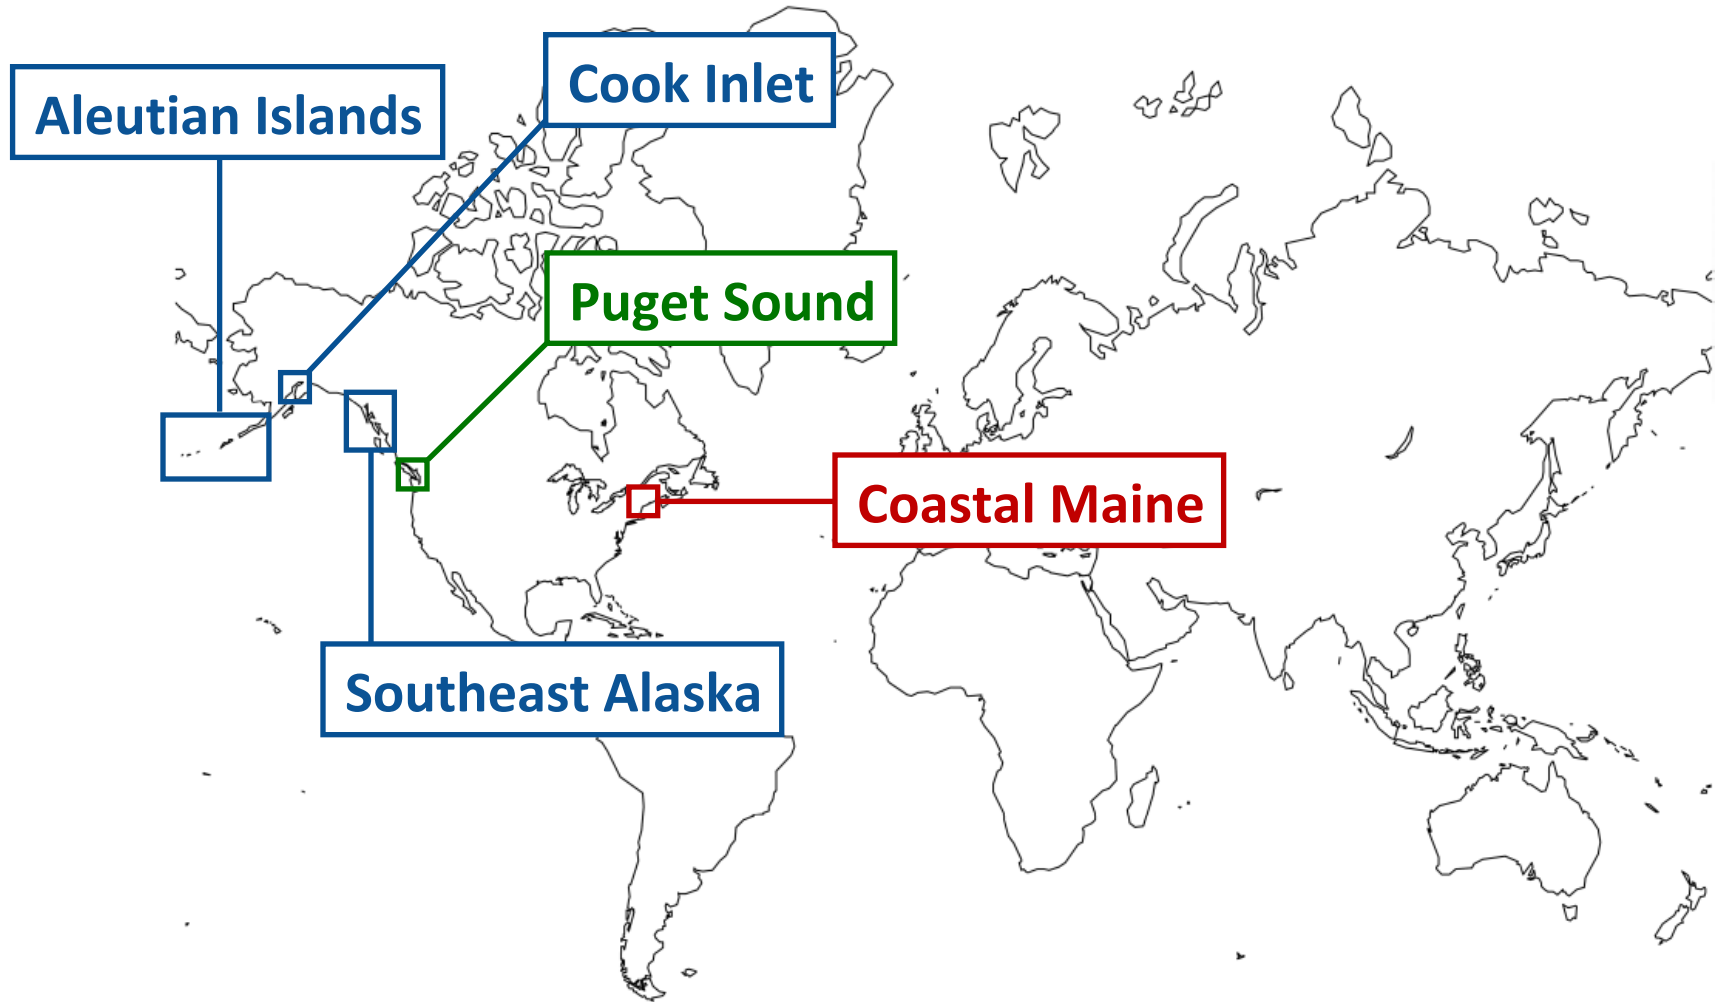 Cook Inlet
Aleutian Islands
Puget Sound
Coastal Maine
Southeast Alaska